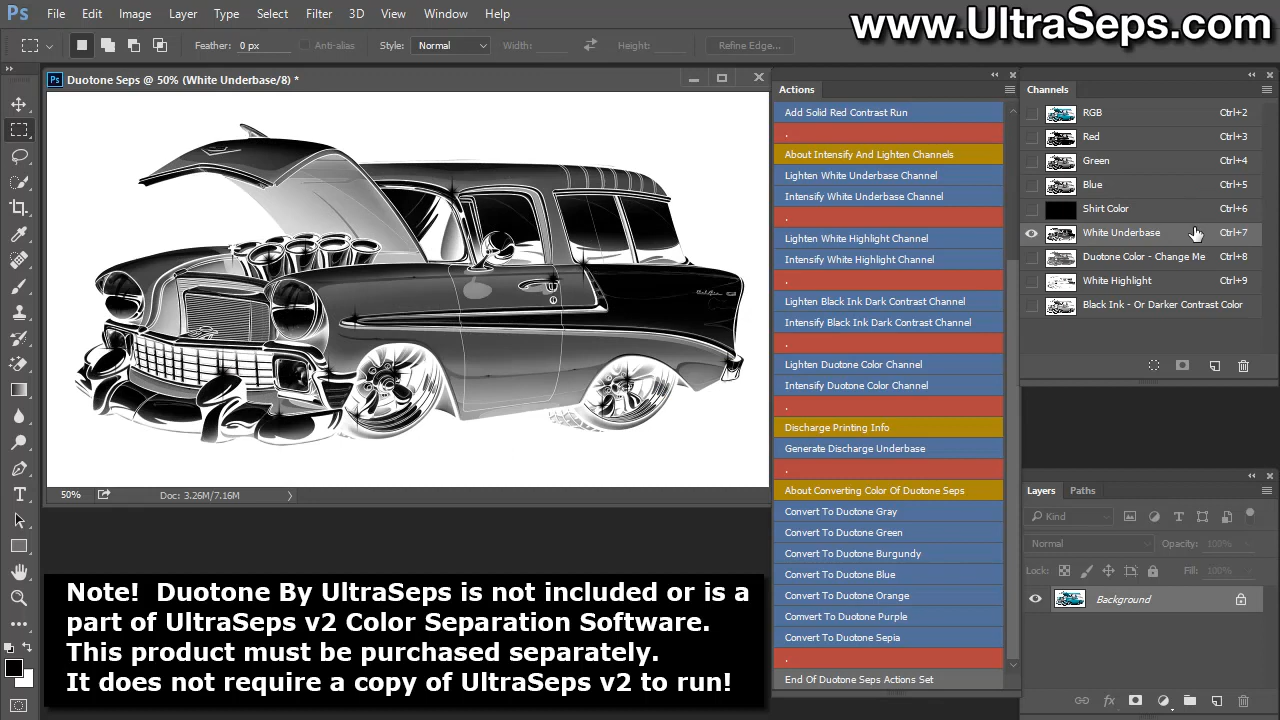 Ps File Edit Image Layer Type Select Filter 3D View Window Help
www.UltraSeps.com
Feather: 0 px Anti-alias Style: Normal Width: Height: Refine Edge...
Ps Duotone Seps @ 50% (White Underbase/8) *
50% Doc: 3.26M/7.16M
Note! Duotone By UltraSeps is not included or is a
part of UltraSeps v2 Color Separation Software.
This product must be purchased separately.
It does not require a copy of UltraSeps v2 to run!
Actions
Add Solid Red Contrast Run
.
About Intensify And Lighten Channels
Lighten White Underbase Channel
Intensify White Underbase Channel
.
Lighten White Highlight Channel
Intensify White Highlight Channel
.
Lighten Black Ink Dark Contrast Channel
Intensify Black Ink Dark Contrast Channel
.
Lighten Duotone Color Channel
Intensify Duotone Color Channel
.
Discharge Printing Info
Generate Discharge Underbase
.
About Converting Color Of Duotone Seps
Convert To Duotone Gray
Convert To Duotone Green
Convert To Duotone Burgundy
Convert To Duotone Blue
Convert To Duotone Orange
Comvert To Duotone Purple
Convert To Duotone Sepia
.
End Of Duotone Seps Actions Set
Channels
RGB Ctrl+2
Red Ctrl+3
Green Ctrl+4
Blue Ctrl+5
Shirt Color Ctrl+6
White Underbase Ctrl+7
Duotone Color - Change Me Ctrl+8
White Highlight Ctrl+9
Black Ink - Or Darker Contrast Color
Layers Paths
Kind
Normal Opacity: 100%
Lock: Fill: 100%
Background